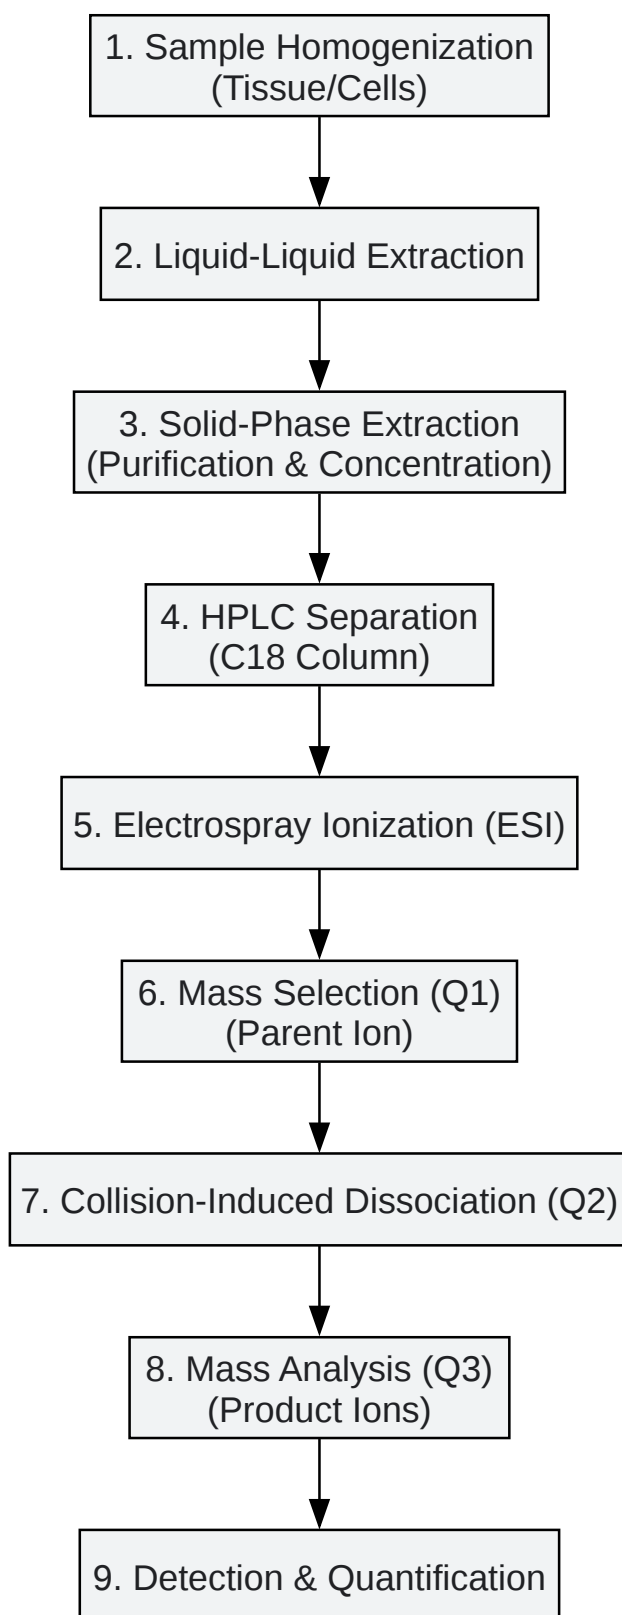 1. Sample Homogenization
(Tissue/Cells)
2. Liquid-Liquid Extraction
3. Solid-Phase Extraction
(Purification & Concentration)
4. HPLC Separation
(C18 Column)
5. Electrospray Ionization (ESI)
6. Mass Selection (Q1)
(Parent Ion)
7. Collision-Induced Dissociation (Q2)
8. Mass Analysis (Q3)
(Product Ions)
9. Detection & Quantification